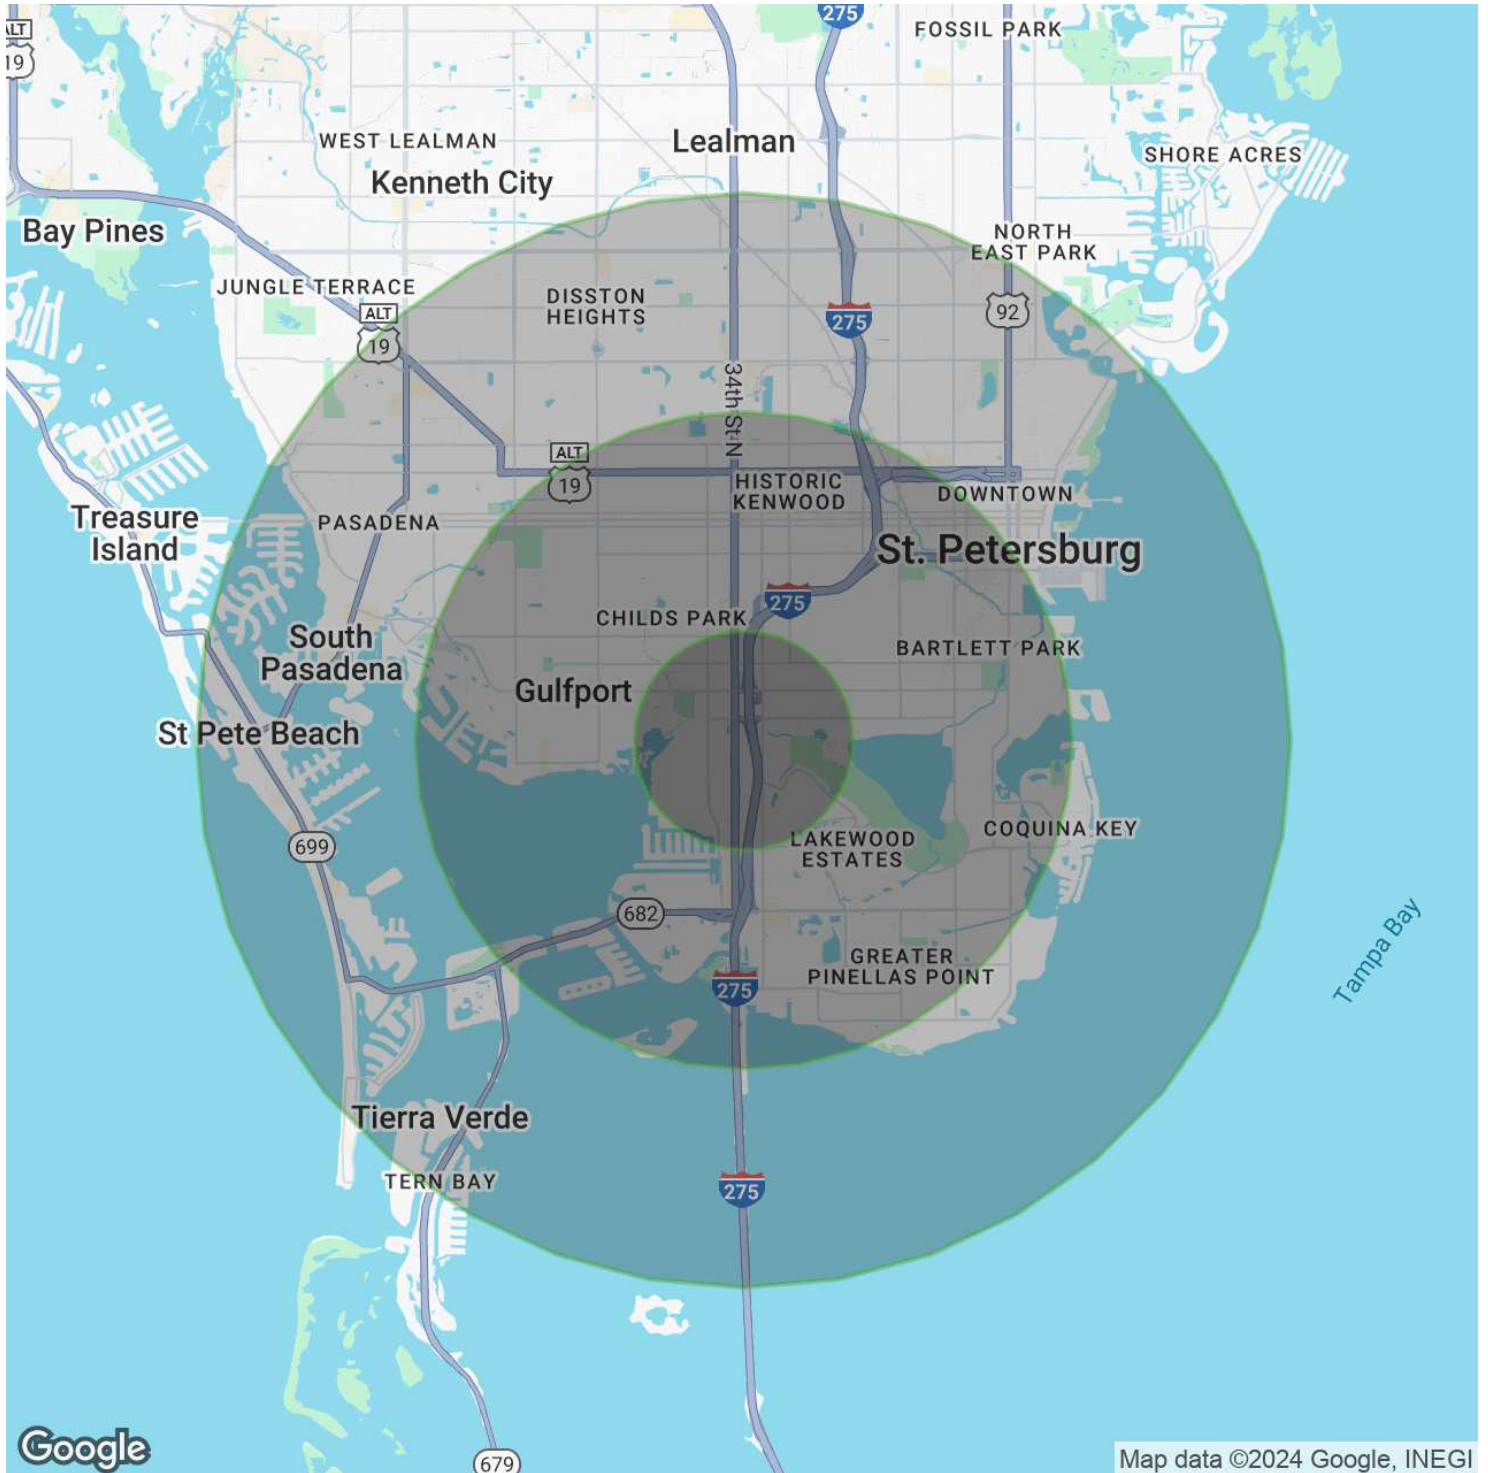 275
FOSSIL PARK
ALT
19
WEST LEALMAN
Lealman
SHORE ACRES
Kenneth City
Bay Pines
NORTH
EAST PARK
JUNGLE TERRACE
DISSTON
HEIGHTS
ALT
19
275
92
34th St N
ALT
19
HISTORIC
KENWOOD
DOWNTOWN
Treasure
Island
PASADENA
St. Petersburg
275
CHILDS PARK
South
Pasadena
BARTLETT PARK
Gulfport
St Pete Beach
699
LAKEWOOD
ESTATES
COQUINA KEY
682
Tampa Bay
GREATER
PINELLAS POINT
275
Tierra Verde
TERN BAY
275
Google
679
Map data ©2024 Google, INEGI